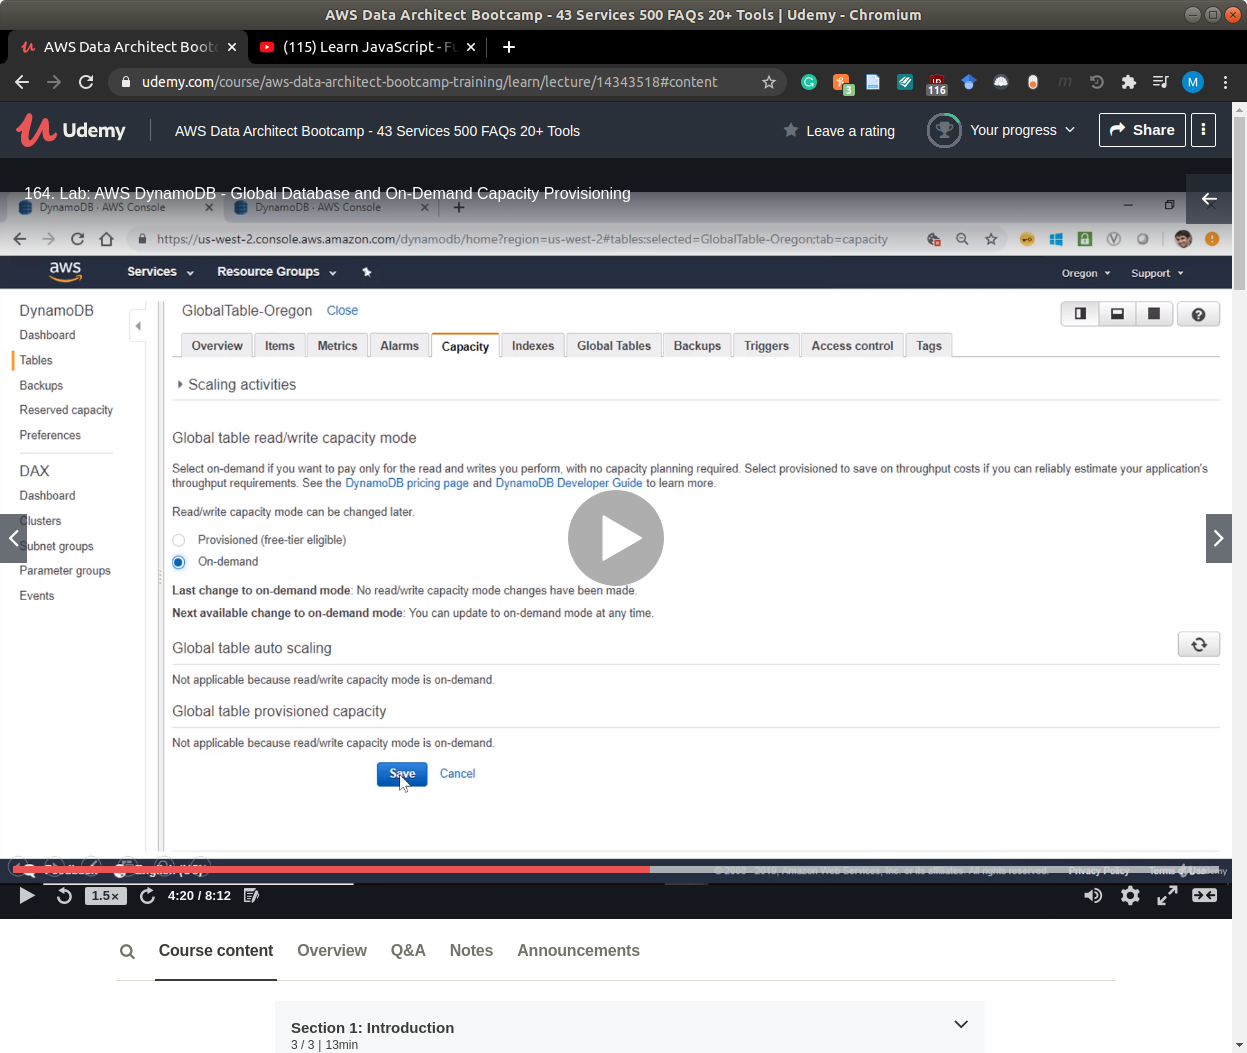 AWS Data Architect Bootcamp - 43 Services 500 FAQs 20+ Tools | Udemy - Chromium
AWS Data Architect Bootc
(115) Learn JavaScript - Fu
udemy.com/course/aws-data-architect-bootcamp-training/learn/lecture/14343518#content
3
116
M
Udemy
AWS Data Architect Bootcamp - 43 Services 500 FAQs 20+ Tools
Leave a rating
Your progress
Share
164. Lab: AWS DynamoDB - Global Database and On-Demand Capacity Provisioning
DynamoDB - AWS Console
DynamoDB - AWS Console
https://us-west-2.console.aws.amazon.com/dynamodb/home?region=us-west-2#tables:selected=GlobalTable-Oregon;tab=capacity
aws
Services
Resource Groups
Oregon
Support
DynamoDB
Dashboard
Tables
Backups
Reserved capacity
Preferences
DAX
Dashboard
Clusters
Subnet groups
Parameter groups
Events
GlobalTable-Oregon Close
Overview Items Metrics Alarms Capacity Indexes Global Tables Backups Triggers Access control Tags
Scaling activities
Global table read/write capacity mode
Select on-demand if you want to pay only for the read and writes you perform, with no capacity planning required. Select provisioned to save on throughput costs if you can reliably estimate your application's
throughput requirements. See the DynamoDB pricing page and DynamoDB Developer Guide to learn more.
Read/write capacity mode can be changed later.
Provisioned (free-tier eligible)
On-demand
Last change to on-demand mode: No read/write capacity mode changes have been made.
Next available change to on-demand mode: You can update to on-demand mode at any time.
Global table auto scaling
Not applicable because read/write capacity mode is on-demand.
Global table provisioned capacity
Not applicable because read/write capacity mode is on-demand.
Save Cancel
Privacy Policy
1.5×
4:20 / 8:12
Course content Overview Q&A Notes Announcements
Section 1: Introduction
3 / 3 | 13min